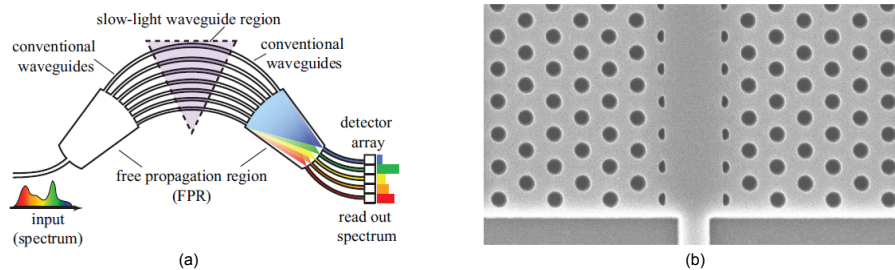 slow-light waveguide region
conventional
waveguides
conventional
waveguides
detector
array
free propagation region
(FPR)
input
(spectrum)
read out
spectrum
(a)
(b)